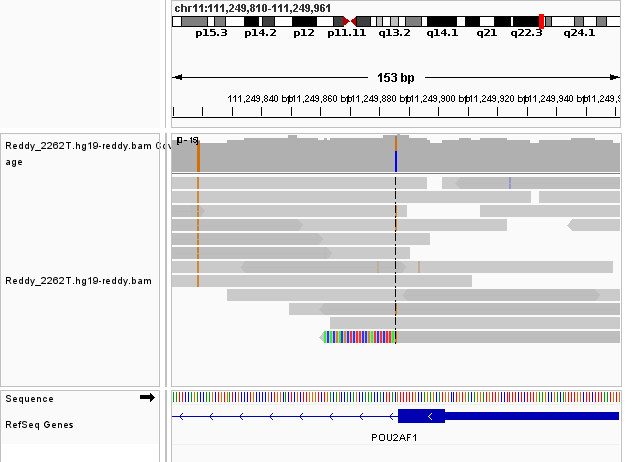 chr11:111,249,810-111,249,961
p15.3 p14.2 p12 p11.11 q13.2 q14.1 q21 q22.3 q24.1
153 bp
111,249,840 bp 111,249,860 bp 111,249,880 bp 111,249,900 bp 111,249,920 bp 111,249,940 bp 111,249,9
Reddy_2262T.hg19-reddy.bam Cov
age
Reddy_2262T.hg19-reddy.bam
Sequence
RefSeq Genes
POU2AF1